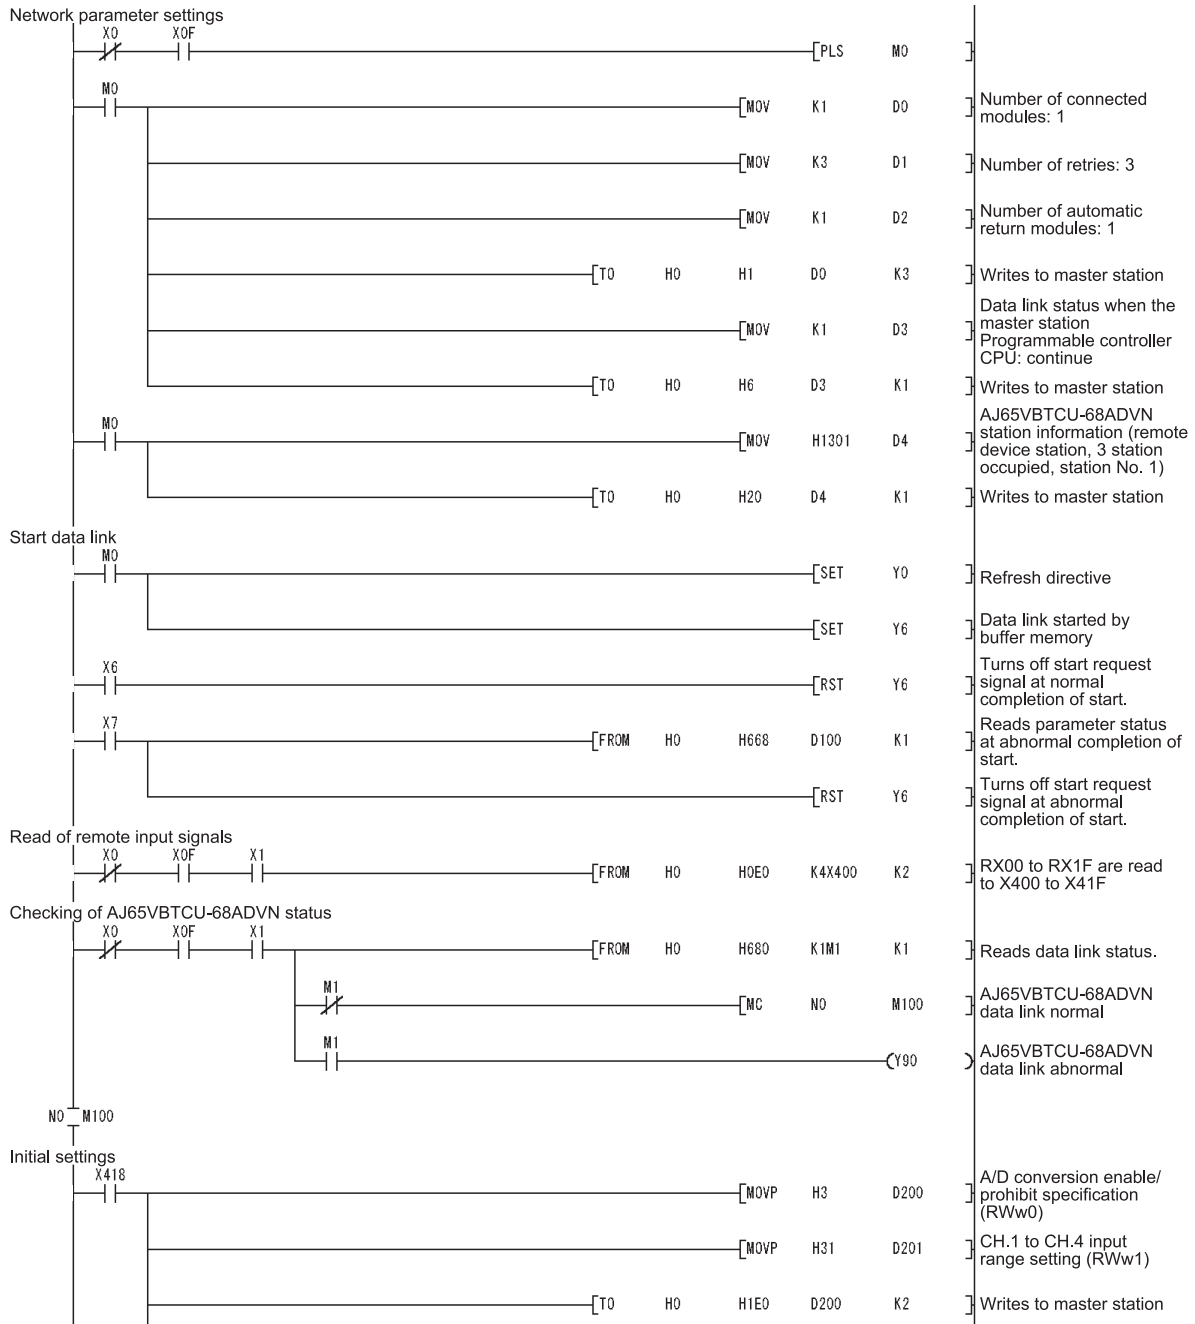 Network parameter settings
X0 X0F
[PLS M0 ]
M0
[MOV K1 D0 ] Number of connected
modules: 1
[MOV K3 D1 ] Number of retries: 3
[MOV K1 D2 ] Number of automatic
return modules: 1
[TO H0 H1 D0 K3 ] Writes to master station
[MOV K1 D3 ] Data link status when the
master station
Programmable controller
CPU: continue
[TO H0 H6 D3 K1 ] Writes to master station
M0
[MOV H1301 D4 ] AJ65VBTCU-68ADVN
station information (remote
device station, 3 station
occupied, station No. 1)
[TO H0 H20 D4 K1 ] Writes to master station
Start data link
M0
[SET Y0 ] Refresh directive
[SET Y6 ] Data link started by
buffer memory
X6
[RST Y6 ] Turns off start request
signal at normal
completion of start.
X7
[FROM H0 H668 D100 K1 ] Reads parameter status
at abnormal completion of
start.
[RST Y6 ] Turns off start request
signal at abnormal
completion of start.
Read of remote input signals
X0 X0F X1
[FROM H0 H0E0 K4X400 K2 ] RX00 to RX1F are read
to X400 to X41F
Checking of AJ65VBTCU-68ADVN status
X0 X0F X1
[FROM H0 H680 K1M1 K1 ] Reads data link status.
M1
[MC N0 M100 ] AJ65VBTCU-68ADVN
data link normal
M1
(Y90 ) AJ65VBTCU-68ADVN
data link abnormal
N0 M100
Initial settings
X418
[MOVP H3 D200 ] A/D conversion enable/
prohibit specification
(RWw0)
[MOVP H31 D201 ] CH.1 to CH.4 input
range setting (RWw1)
[TO H0 H1E0 D200 K2 ] Writes to master station